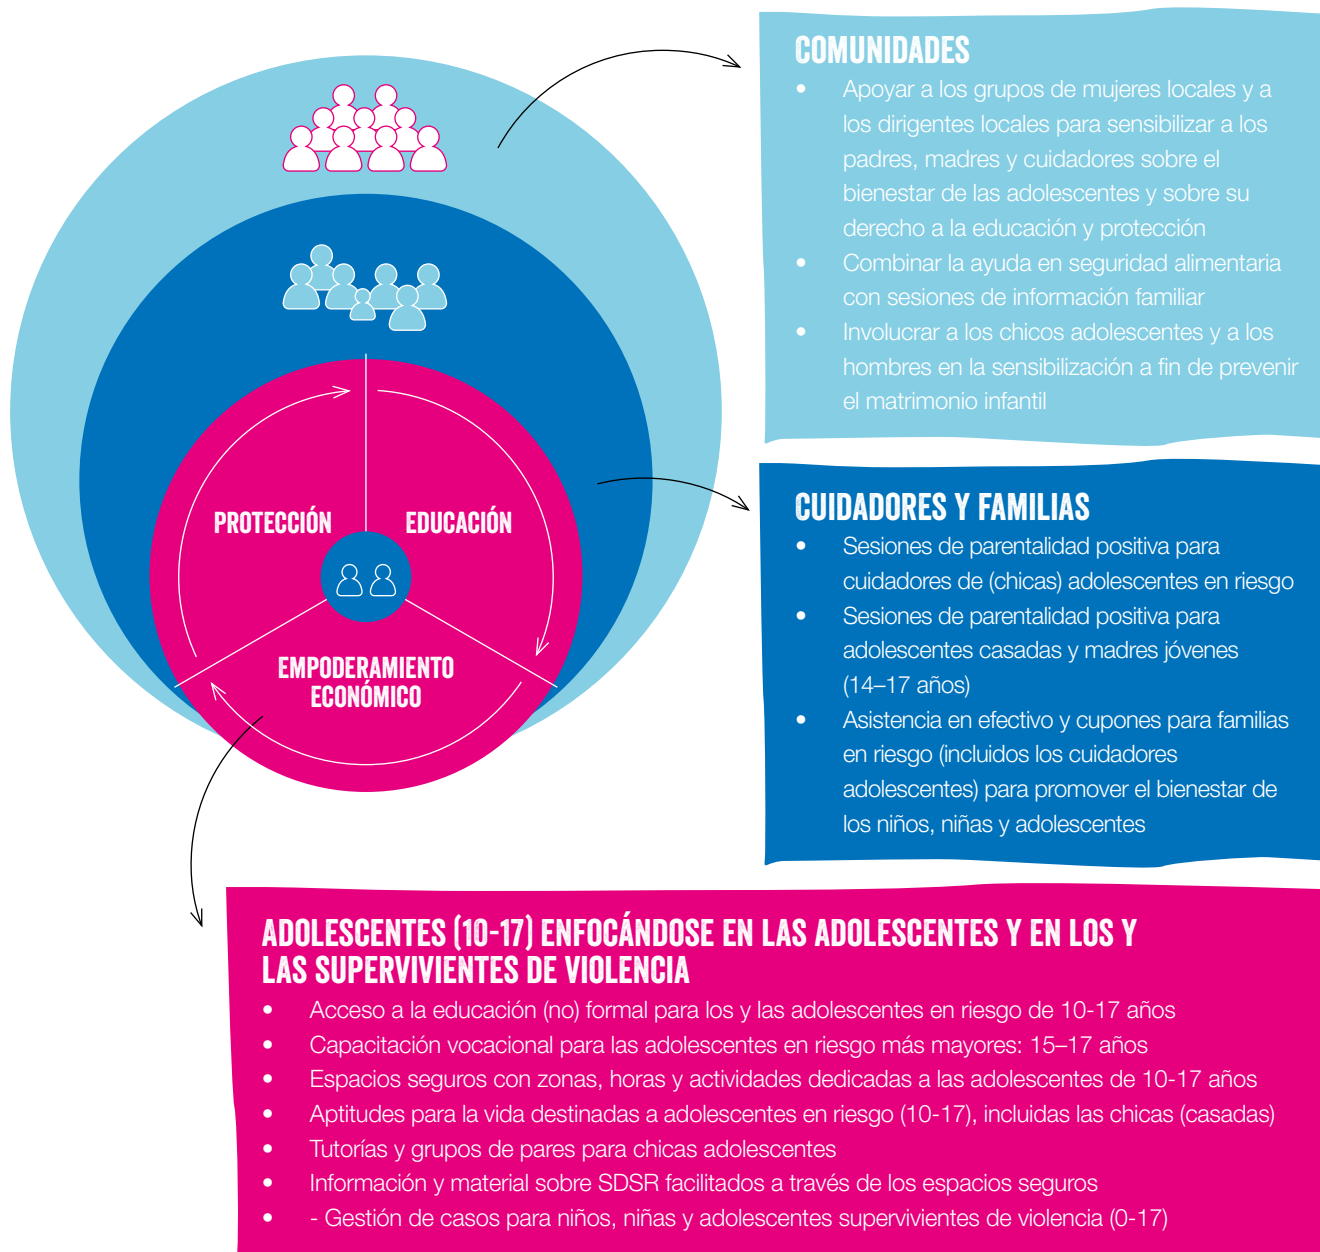 COMUNIDADES
• Apoyar a los grupos de mujeres locales y a
los dirigentes locales para sensibilizar a los
padres, madres y cuidadores sobre el
bienestar de las adolescentes y sobre su
derecho a la educación y protección
• Combinar la ayuda en seguridad alimentaria
con sesiones de información familiar
• Involucrar a los chicos adolescentes y a los
hombres en la sensibilización a fin de prevenir
el matrimonio infantil
PROTECCIÓN
EDUCACIÓN
EMPODERAMIENTO
ECONÓMICO
CUIDADORES Y FAMILIAS
• Sesiones de parentalidad positiva para
cuidadores de (chicas) adolescentes en riesgo
• Sesiones de parentalidad positiva para
adolescentes casadas y madres jóvenes
(14–17 años)
• Asistencia en efectivo y cupones para familias
en riesgo (incluidos los cuidadores
adolescentes) para promover el bienestar de
los niños, niñas y adolescentes
ADOLESCENTES (10-17) ENFOCÁNDOSE EN LAS ADOLESCENTES Y EN LOS Y
LAS SUPERVIVIENTES DE VIOLENCIA
• Acceso a la educación (no) formal para los y las adolescentes en riesgo de 10-17 años
• Capacitación vocacional para las adolescentes en riesgo más mayores: 15–17 años
• Espacios seguros con zonas, horas y actividades dedicadas a las adolescentes de 10-17 años
• Aptitudes para la vida destinadas a adolescentes en riesgo (10-17), incluidas las chicas (casadas)
• Tutorías y grupos de pares para chicas adolescentes
• Información y material sobre SDSR facilitados a través de los espacios seguros
• - Gestión de casos para niños, niñas y adolescentes supervivientes de violencia (0-17)